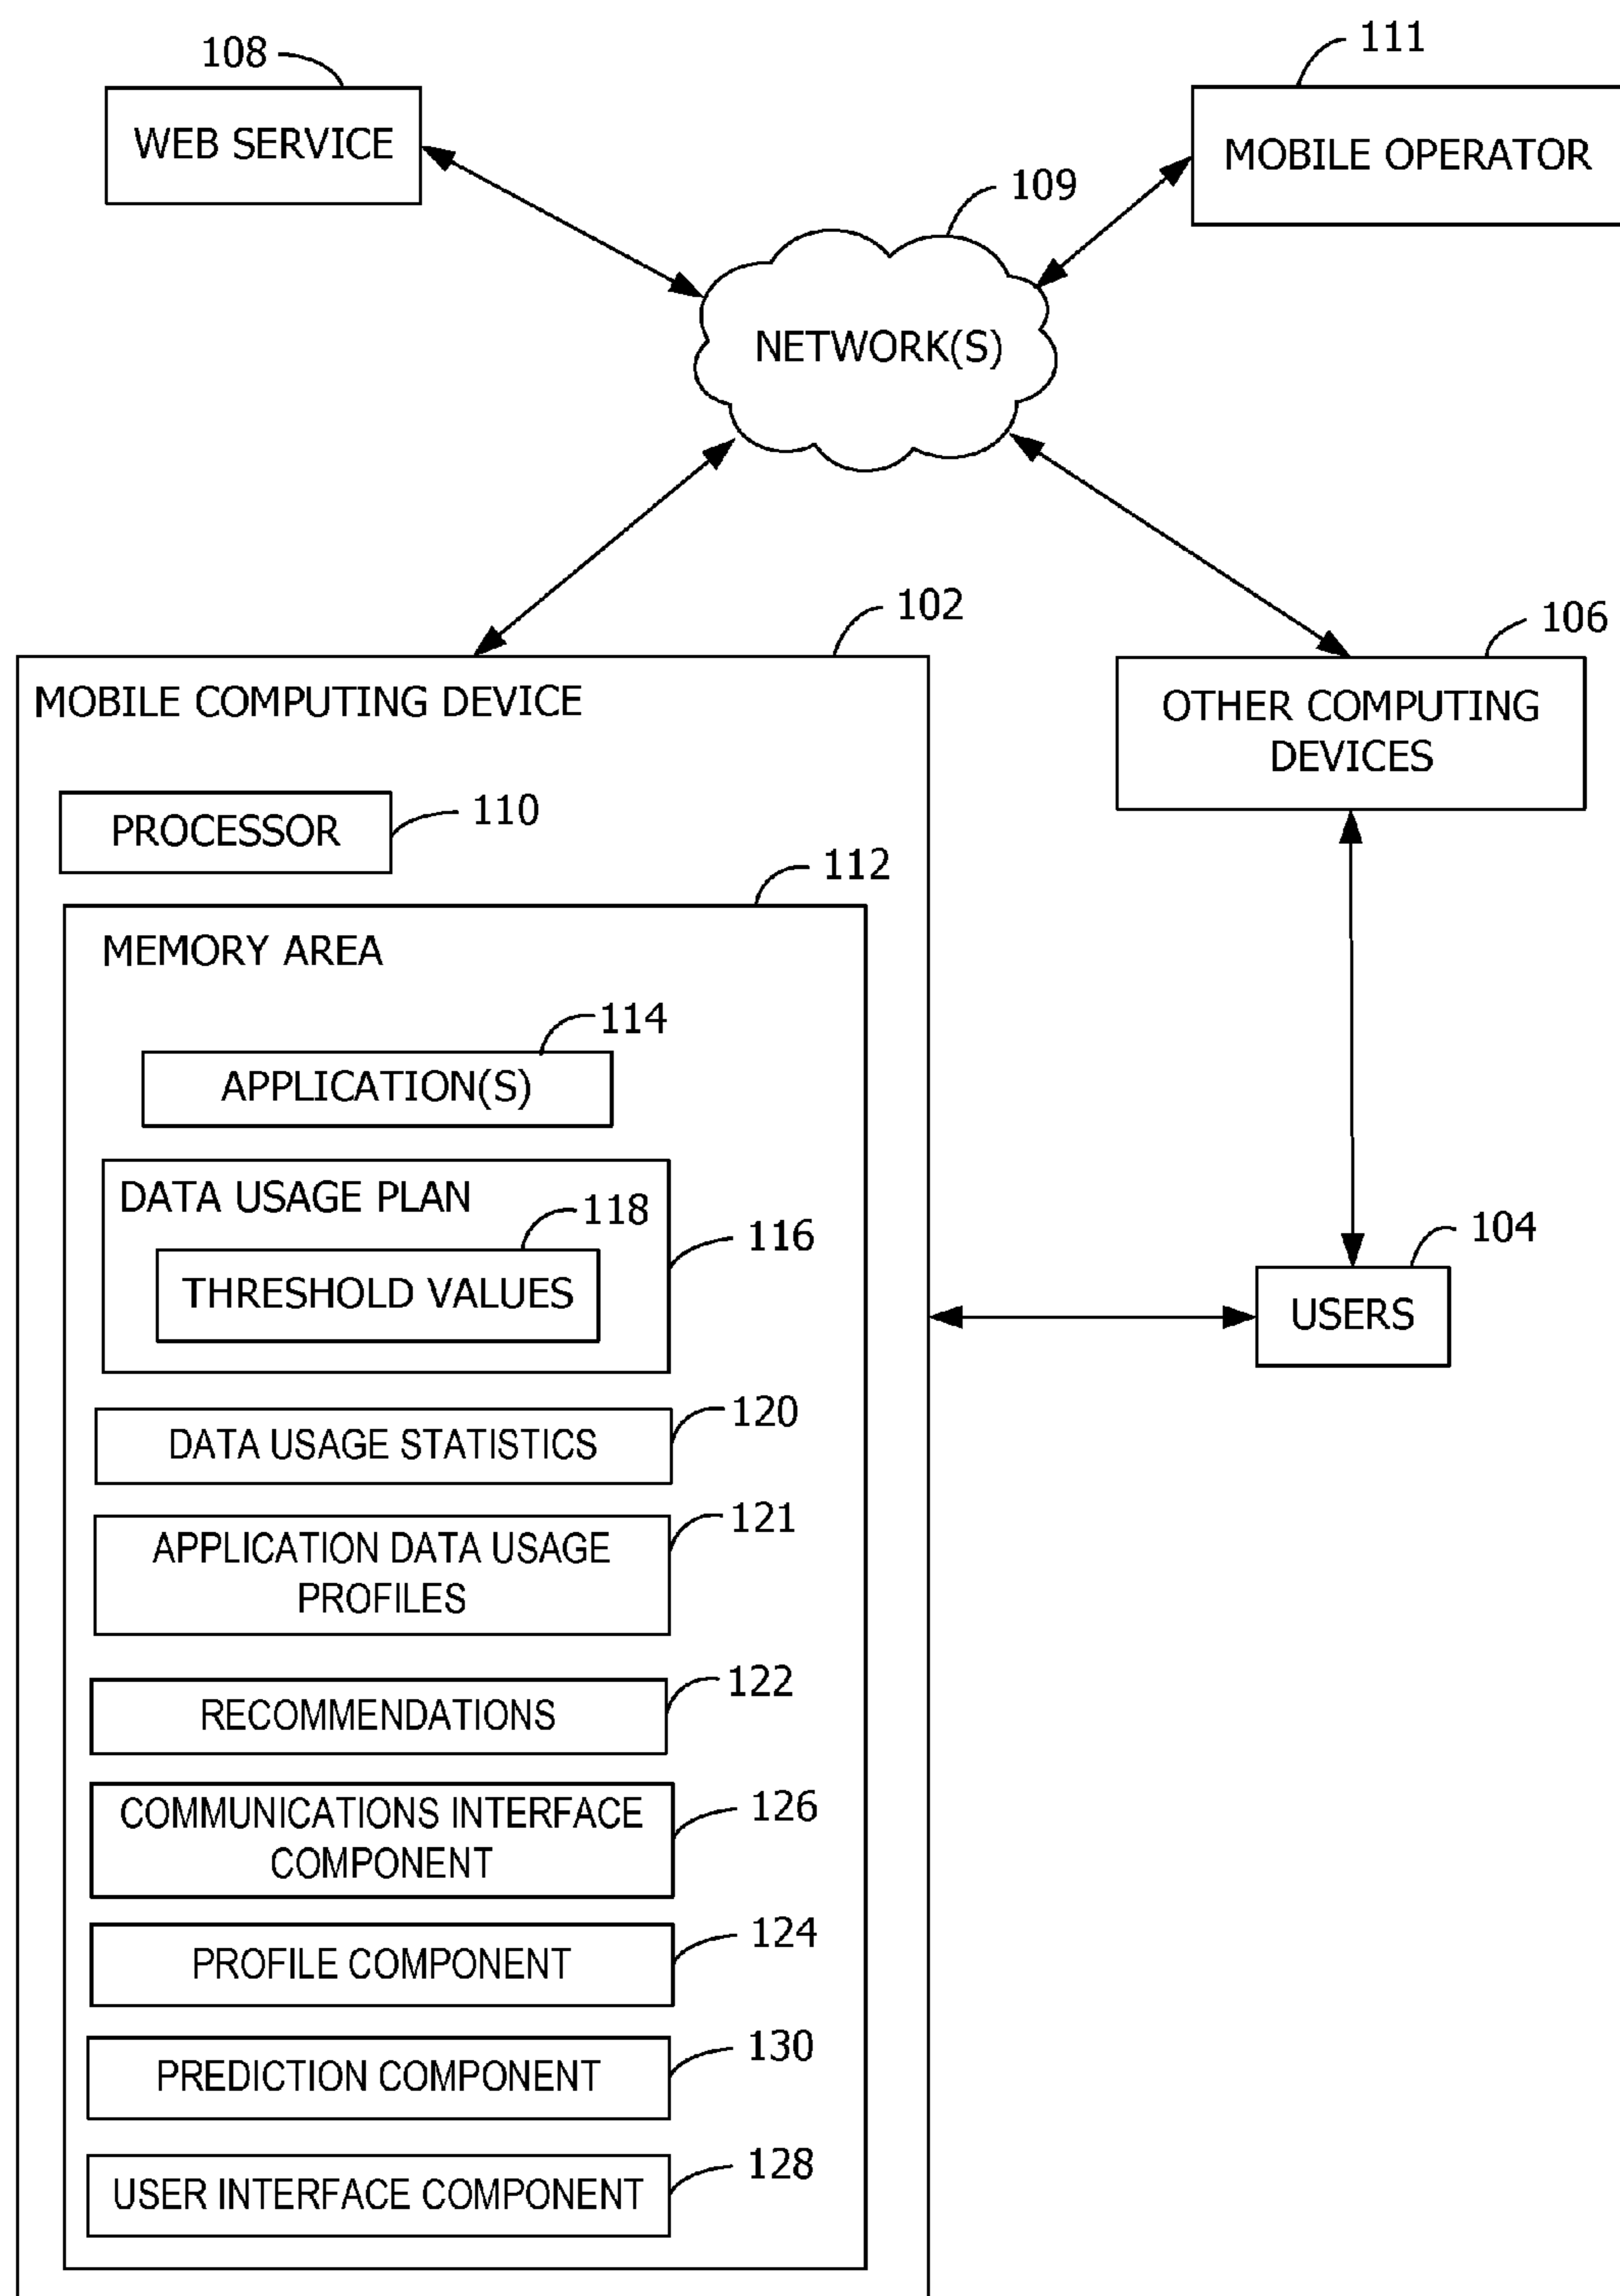 108
WEB SERVICE
111
MOBILE OPERATOR
109
NETWORK(S)
102
MOBILE COMPUTING DEVICE
106
OTHER COMPUTING
DEVICES
PROCESSOR
110
112
MEMORY AREA
114
APPLICATION(S)
DATA USAGE PLAN
118
116
THRESHOLD VALUES
104
USERS
120
DATA USAGE STATISTICS
121
APPLICATION DATA USAGE
PROFILES
122
RECOMMENDATIONS
126
COMMUNICATIONS INTERFACE
COMPONENT
124
PROFILE COMPONENT
130
PREDICTION COMPONENT
128
USER INTERFACE COMPONENT